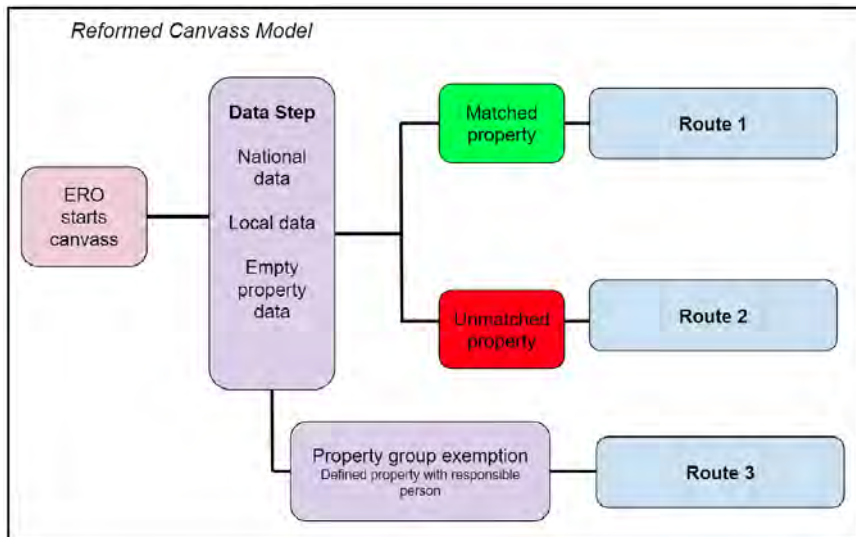 Reformed Canvass Model
ERO
starts
canvass
Data Step
National
data
Local data
Empty
property
data
Matched
property
Route 1
Unmatched
property
Route 2
Property group exemption
Defined property with responsible
person
Route 3